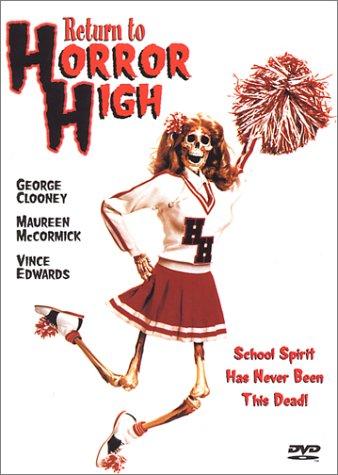 Return to
HORROR
HIGH
GEORGE
CLOONEY
MAUREEN
MCCORMICK
VINCE
EDWARDS
HH
School Spirit
Has Never Been
This Dead!
DVD